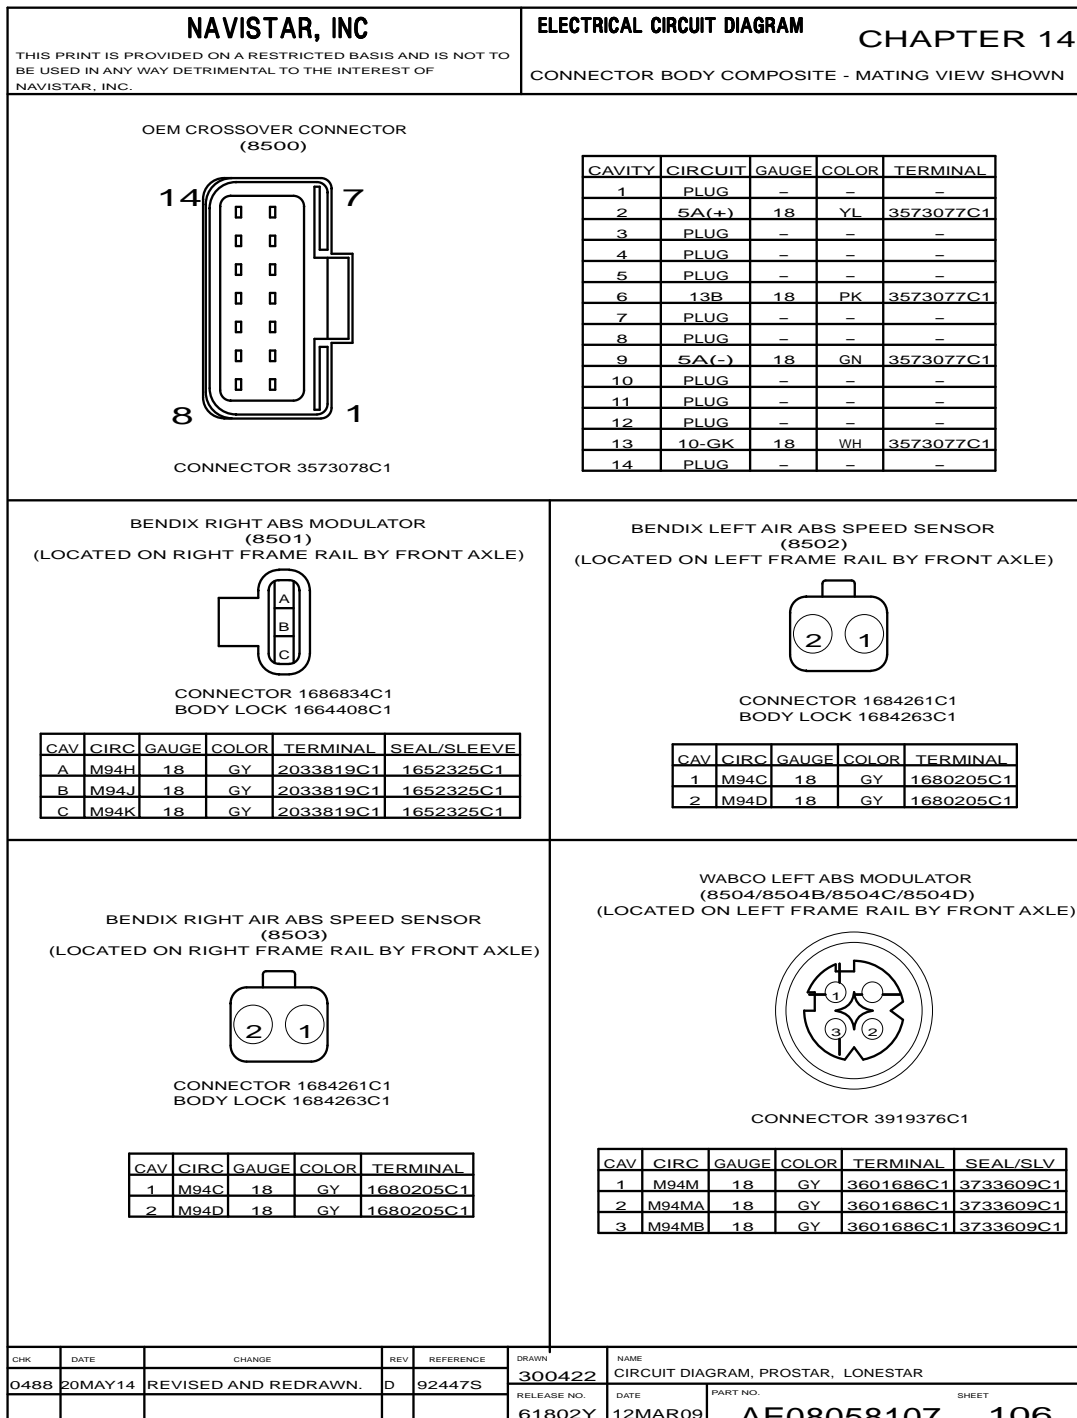 NAVISTAR, INC
THIS PRINT IS PROVIDED ON A RESTRICTED BASIS AND IS NOT TO
BE USED IN ANY WAY DETRIMENTAL TO THE INTEREST OF
NAVISTAR, INC.
ELECTRICAL CIRCUIT DIAGRAM
CHAPTER 14
CONNECTOR BODY COMPOSITE - MATING VIEW SHOWN
OEM CROSSOVER CONNECTOR
(8500)
14 7
8 1
CONNECTOR 3573078C1
CAVITY CIRCUIT GAUGE COLOR TERMINAL
1 PLUG – – –
2 5A(+) 18 YL 3573077C1
3 PLUG – – –
4 PLUG – – –
5 PLUG – – –
6 13B 18 PK 3573077C1
7 PLUG – – –
8 PLUG – – –
9 5A(-) 18 GN 3573077C1
10 PLUG – – –
11 PLUG – – –
12 PLUG – – –
13 10-GK 18 WH 3573077C1
14 PLUG – – –
BENDIX RIGHT ABS MODULATOR
(8501)
(LOCATED ON RIGHT FRAME RAIL BY FRONT AXLE)
A
B
C
CONNECTOR 1686834C1
BODY LOCK 1664408C1
CAV CIRC GAUGE COLOR TERMINAL SEAL/SLEEVE
A M94H 18 GY 2033819C1 1652325C1
B M94J 18 GY 2033819C1 1652325C1
C M94K 18 GY 2033819C1 1652325C1
BENDIX LEFT AIR ABS SPEED SENSOR
(8502)
(LOCATED ON LEFT FRAME RAIL BY FRONT AXLE)
2 1
CONNECTOR 1684261C1
BODY LOCK 1684263C1
CAV CIRC GAUGE COLOR TERMINAL
1 M94C 18 GY 1680205C1
2 M94D 18 GY 1680205C1
BENDIX RIGHT AIR ABS SPEED SENSOR
(8503)
(LOCATED ON RIGHT FRAME RAIL BY FRONT AXLE)
2 1
CONNECTOR 1684261C1
BODY LOCK 1684263C1
CAV CIRC GAUGE COLOR TERMINAL
1 M94C 18 GY 1680205C1
2 M94D 18 GY 1680205C1
WABCO LEFT ABS MODULATOR
(8504/8504B/8504C/8504D)
(LOCATED ON LEFT FRAME RAIL BY FRONT AXLE)
1
3 2
CONNECTOR 3919376C1
CAV CIRC GAUGE COLOR TERMINAL SEAL/SLV
1 M94M 18 GY 3601686C1 3733609C1
2 M94MA 18 GY 3601686C1 3733609C1
3 M94MB 18 GY 3601686C1 3733609C1
CHK DATE CHANGE REV REFERENCE
0488 20MAY14 REVISED AND REDRAWN. D 92447S
DRAWN
300422
NAME
CIRCUIT DIAGRAM, PROSTAR, LONESTAR
RELEASE NO. DATE PART NO. SHEET
61802Y 12MAR09 AE08058107 106